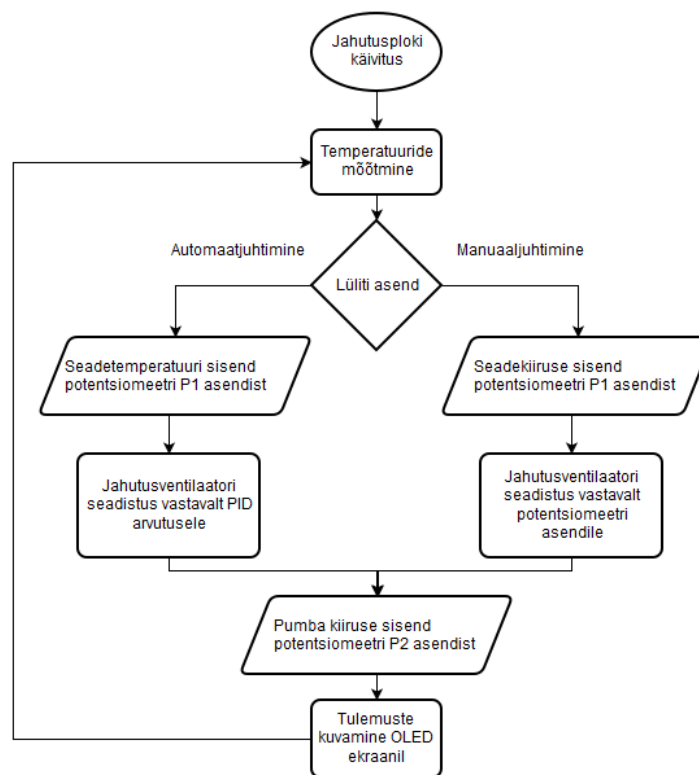 Jahutusploki
käivitus
Temperatuuride
mõõtmine
Automaatjuhtimine
Manuaaljuhtimine
Lüliti asend
Seadetemperatuuri sisend
potentsiomeetri P1 asendist
Seadekiiruse sisend
potentsiomeetri P1 asendist
Jahutusventilaatori
seadistus vastavalt PID
arvutusele
Jahutusventilaatori
seadistus vastavalt
potentsiomeetri
asendile
Pumba kiiruse sisend
potentsiomeetri P2 asendist
Tulemuste
kuvamine OLED
ekraanil